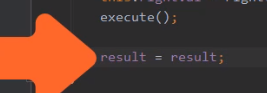 execute();
result = result;